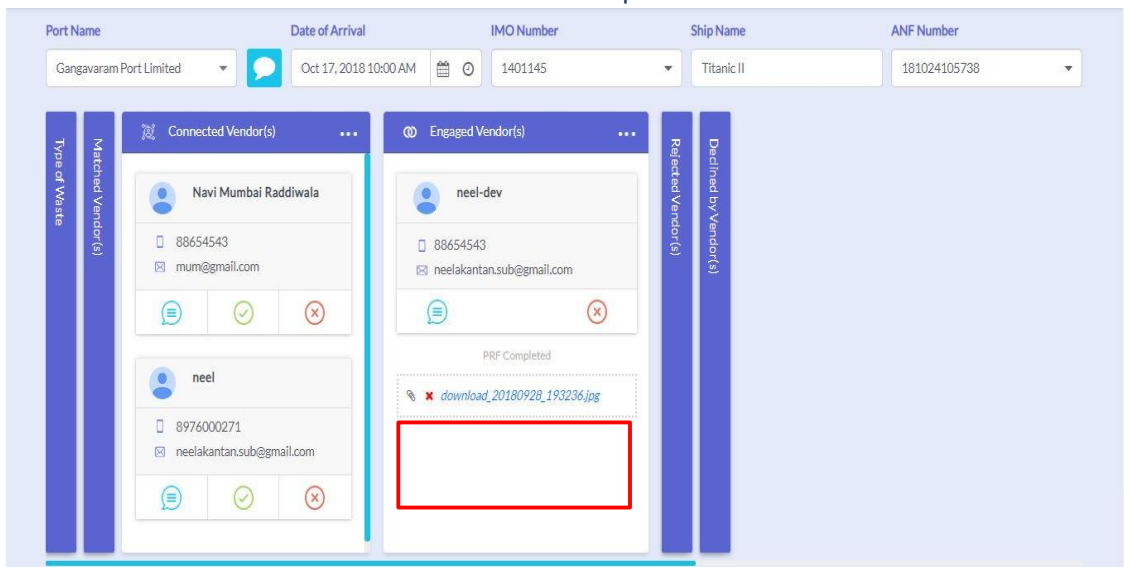 Port Name
Date of Arrival
IMO Number
Ship Name
ANF Number
Gangavaram Port Limited
Oct 17, 2018 10:00 AM
1401145
Titanic II
181024105738
Type of Waste
Matched Vendor(s)
Connected Vendor(s)
Navi Mumbai Raddiwala
88654543
mum@gmail.com
neel
8976000271
neelakantan.sub@gmail.com
Engaged Vendor(s)
neel-dev
88654543
neelakantan.sub@gmail.com
PRF Completed
download_20180928_193236.jpg
Rejected Vendor(s)
Declined by Vendor(s)